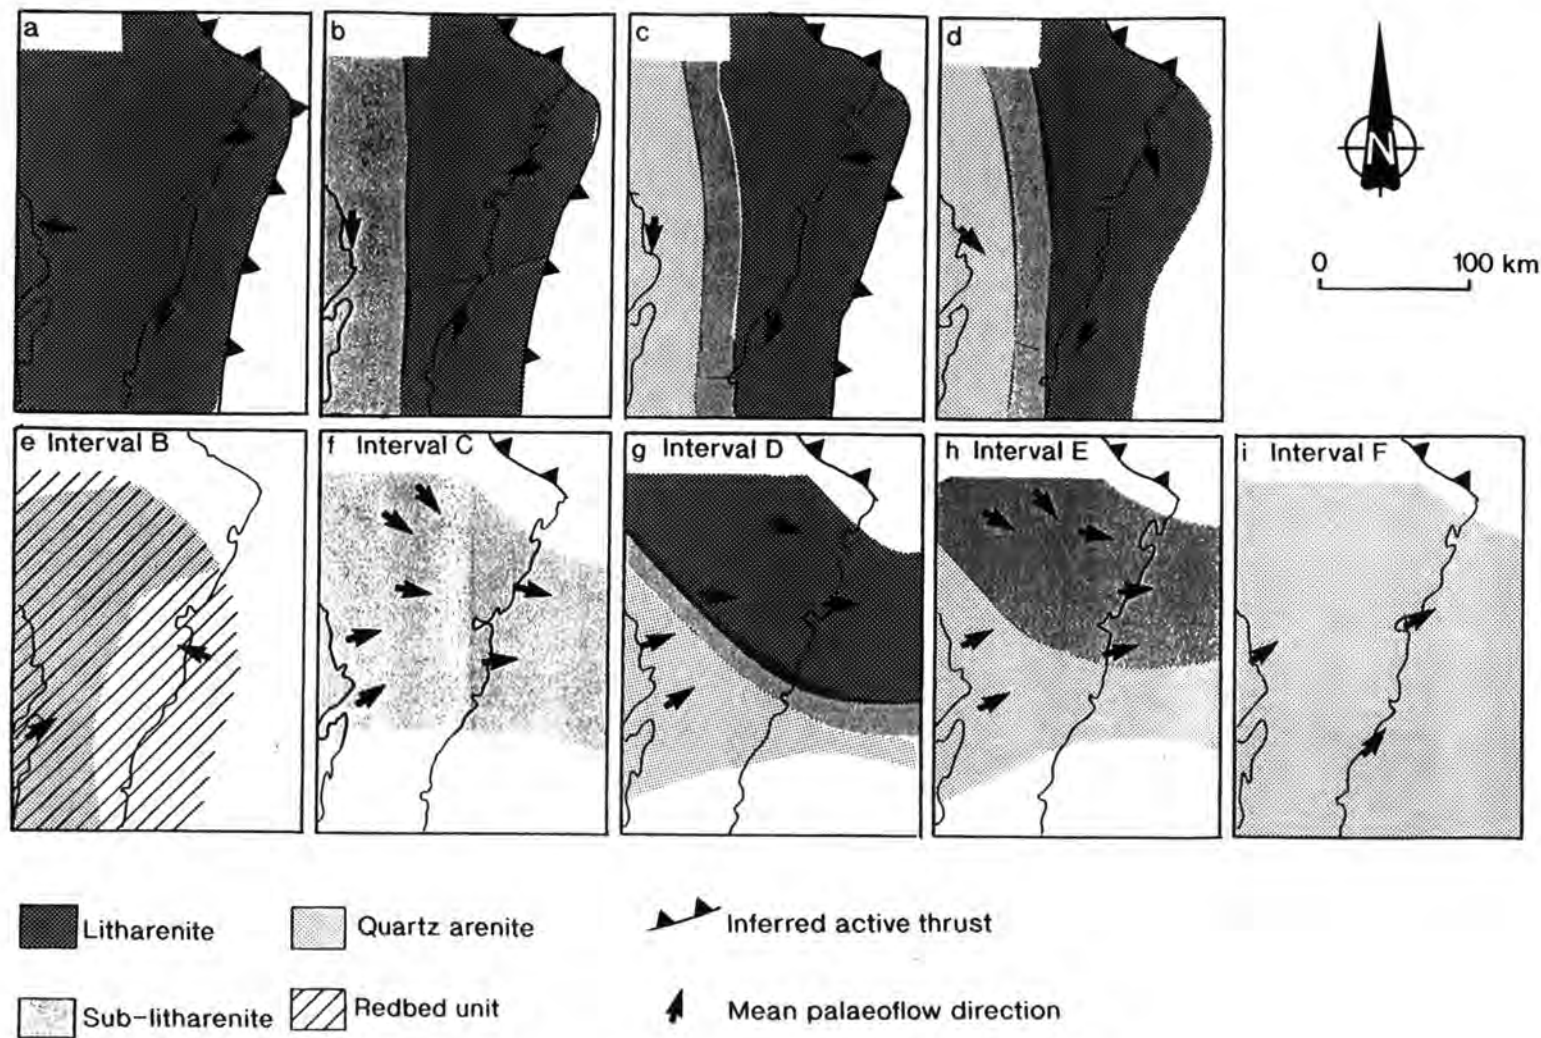 a
b
c
d
N
0 100 km
e Interval B
f Interval C
g Interval D
h Interval E
i Interval F
Litharenite
Quartz arenite
Inferred active thrust
Sub-litharenite
Redbed unit
Mean palaeoflow direction